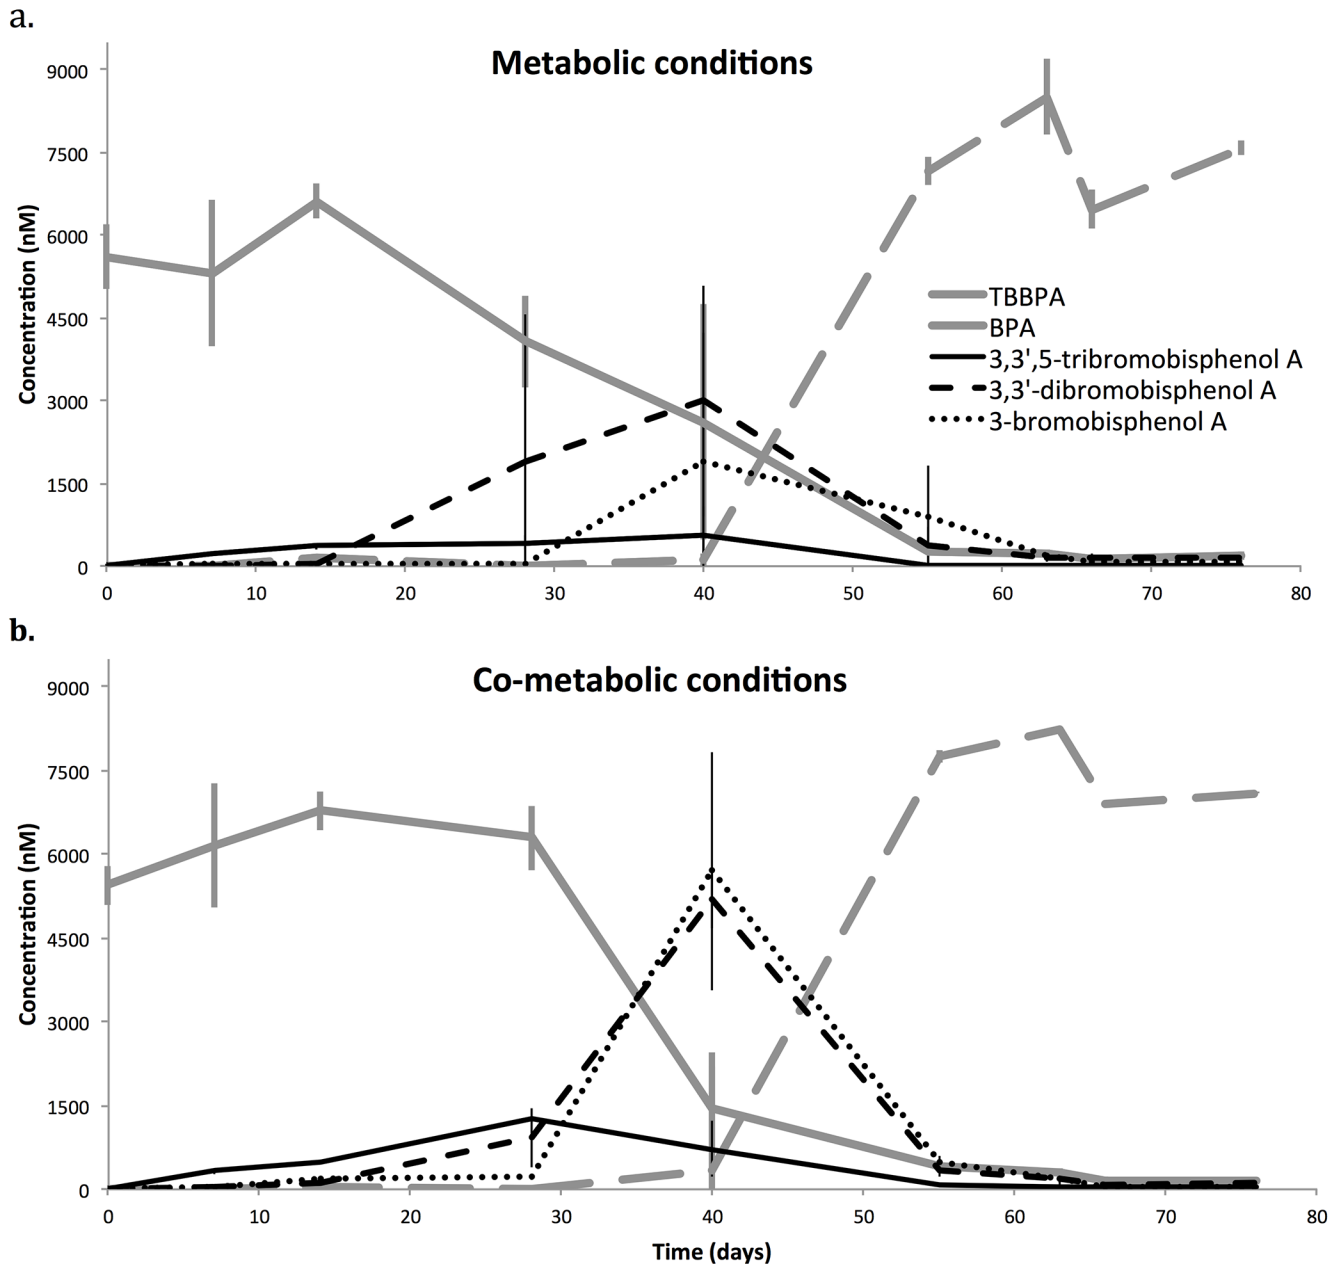 a.
Metabolic conditions
Concentration (nM)
9000
7500
6000
4500
3000
1500
0
TBBPA
BPA
3,3',5-tribromobisphenol A
3,3'-dibromobisphenol A
3-bromobisphenol A
0 10 20 30 40 50 60 70 80
b.
Co-metabolic conditions
Concentration (nM)
9000
7500
6000
4500
3000
1500
0
0 10 20 30 40 50 60 70 80
Time (days)